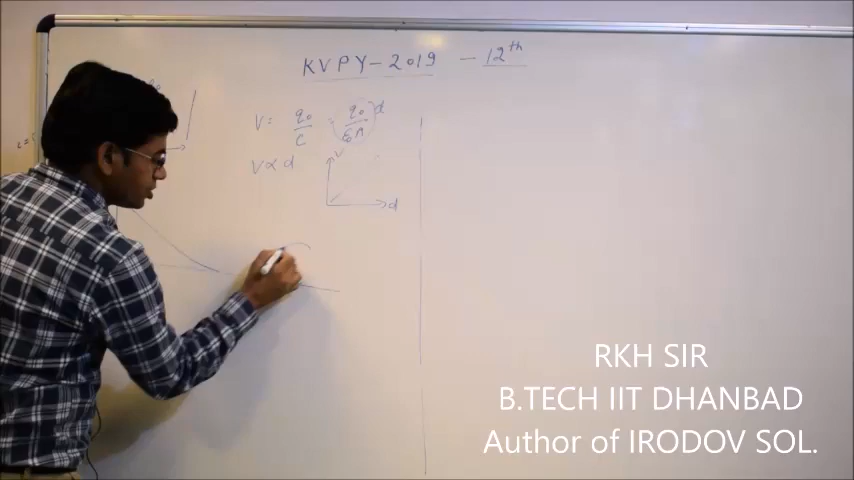 KVPY-2019 - 12th
V = q₀/C = q₀/ε₀A d
V ∝ d
V
d
RKH SIR
B.TECH IIT DHANBAD
Author of IRODOV SOL.